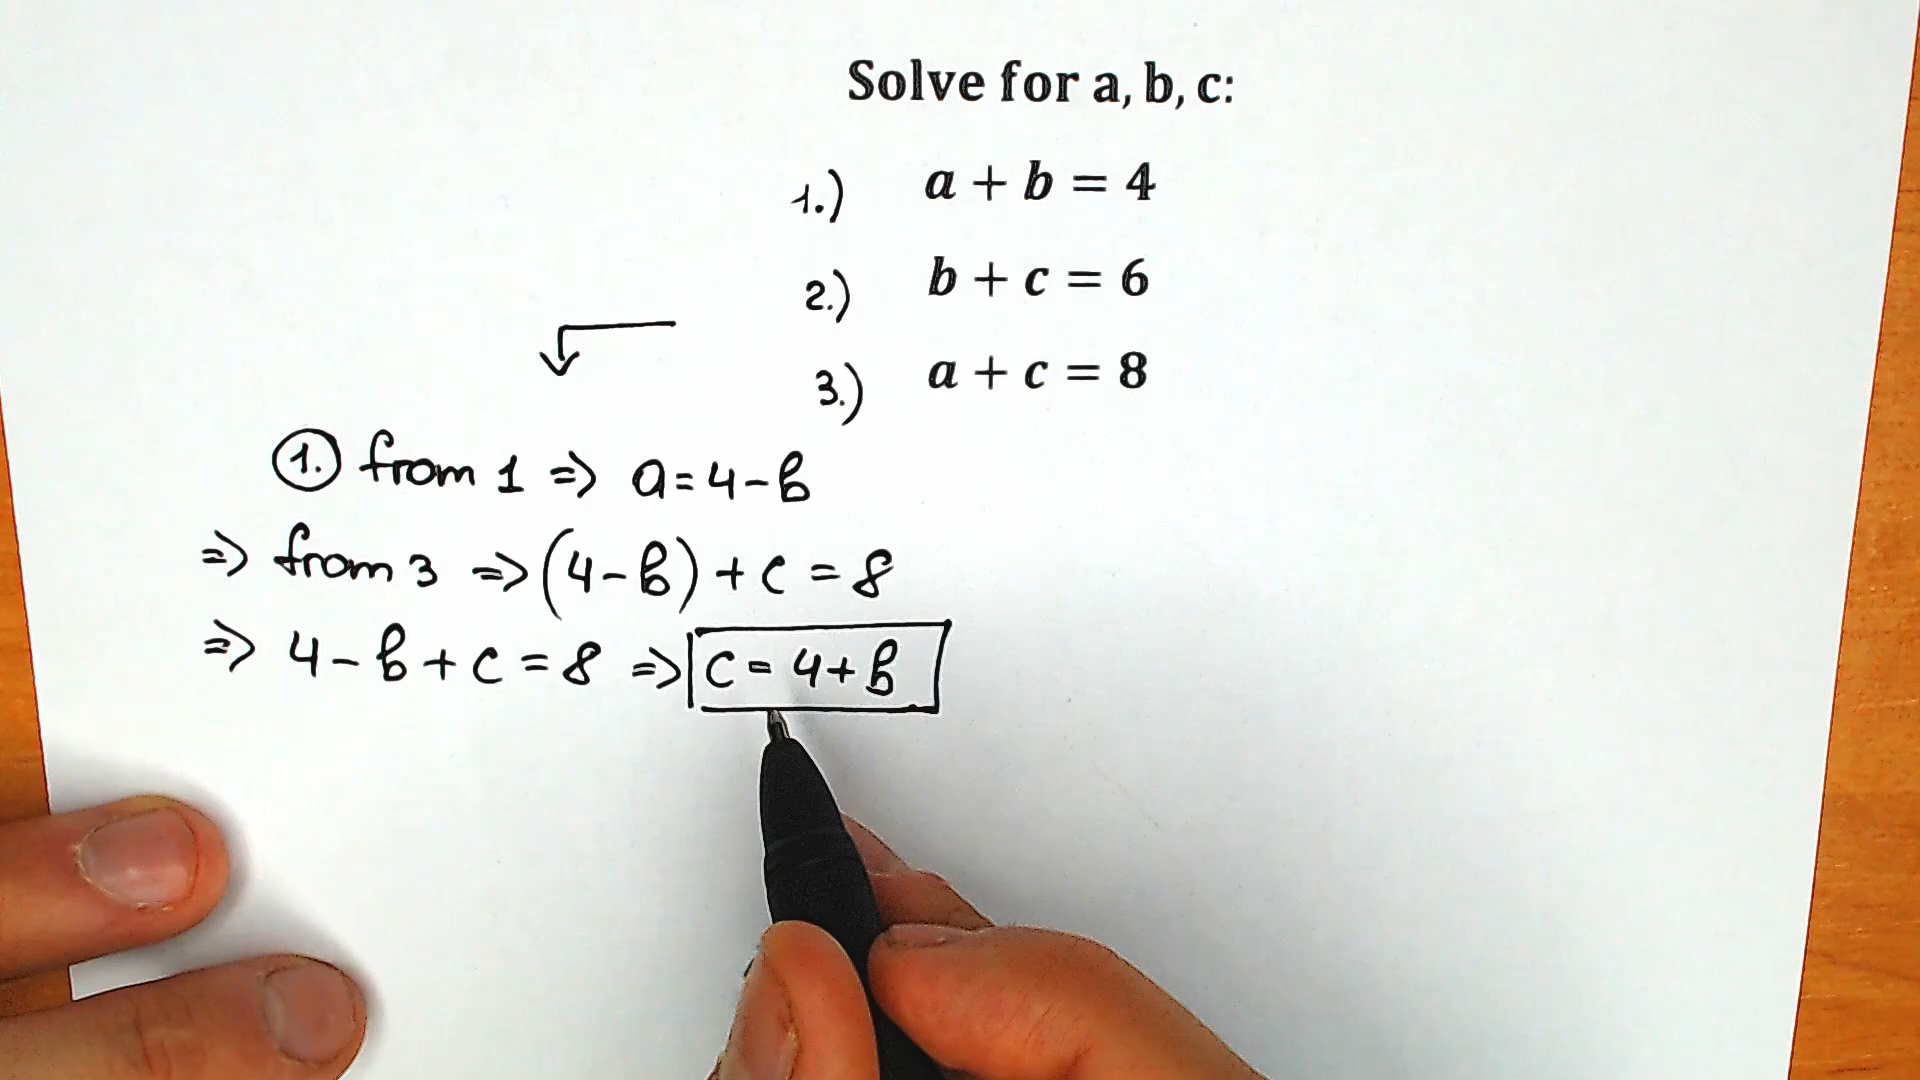 Solve for a, b, c:
1.) a + b = 4
2.) b + c = 6
3.) a + c = 8
1. from 1 => a = 4 - b
=> from 3 => (4 - b) + c = 8
=> 4 - b + c = 8 => c = 4 + b